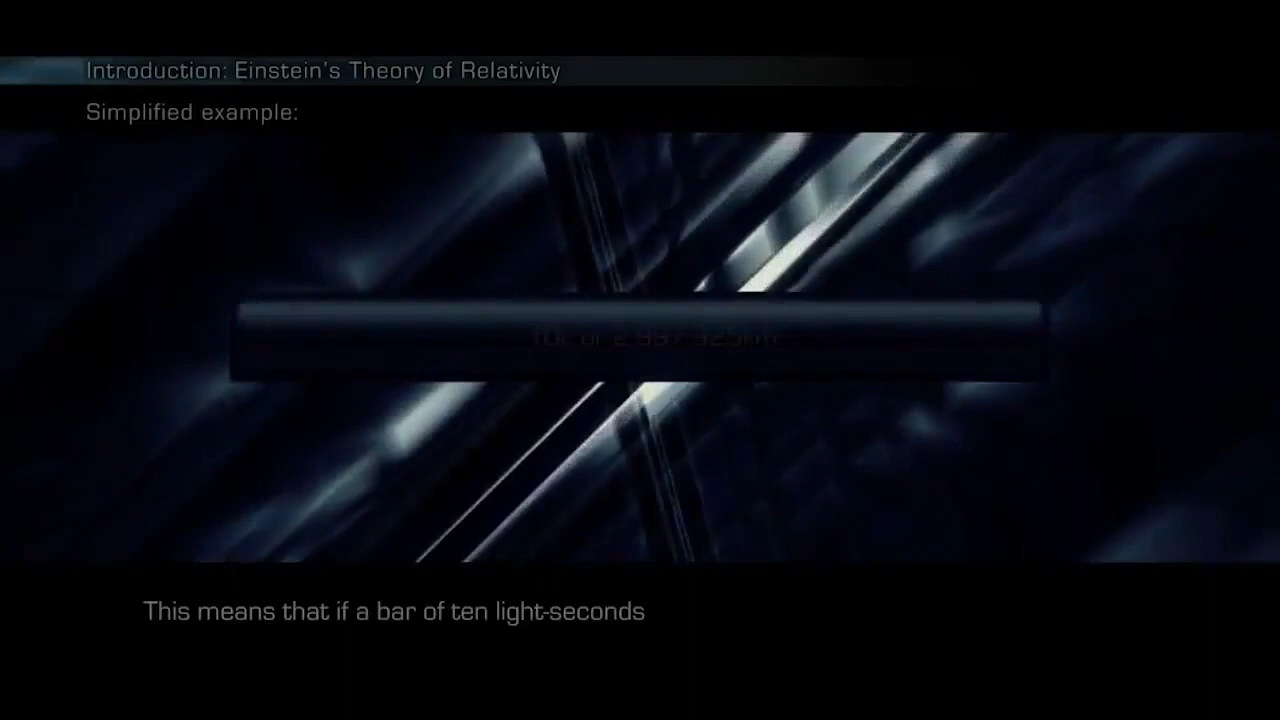 Introduction: Einstein's Theory of Relativity
Simplified example:
This means that if a bar of ten light-seconds